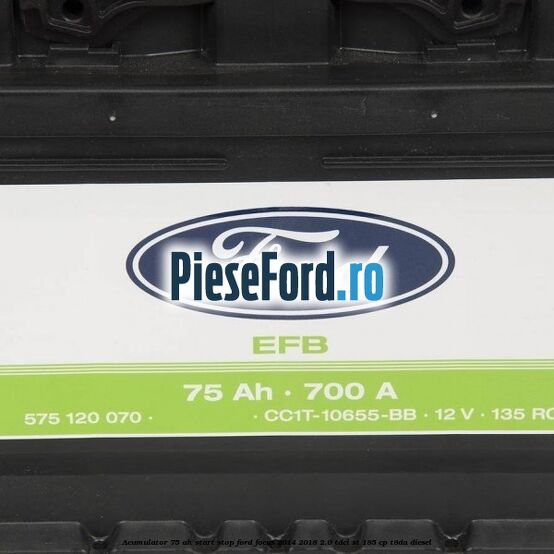 Ford
PieseFord.ro
EFB
75 Ah · 700 A
575 120 070 · · CC1T-10655-BB · 12 V · 135 RC
Acumulator 75 ah start stop ford focus 2014 2018 2.0 tdci st 185 cp t8da diesel